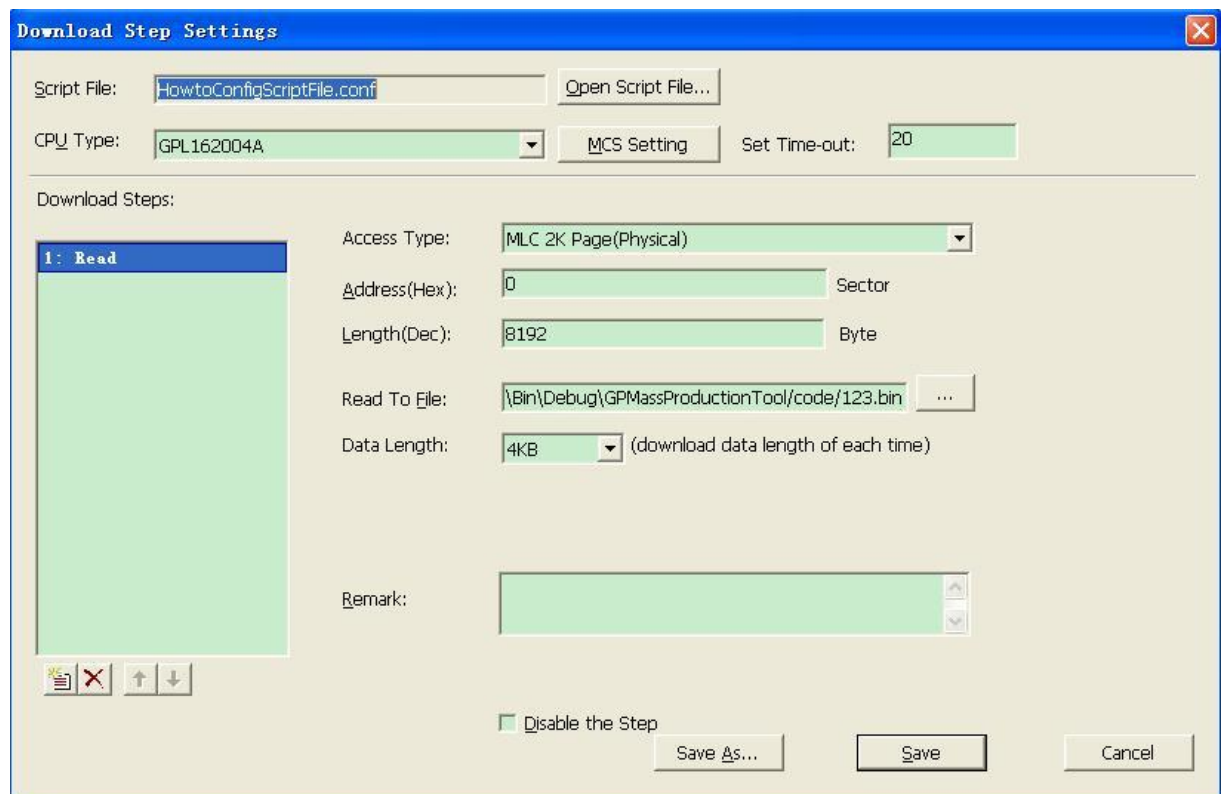 Download Step Settings
Script File: HowtoConfigScriptFile.conf Open Script File...
CPU Type: GPL162004A MCS Setting Set Time-out: 20
Download Steps:
1: Read
Access Type: MLC 2K Page(Physical)
Address(Hex): 0 Sector
Length(Dec): 8192 Byte
Read To File: \Bin\Debug\GPMassProductionTool/code/123.bin ...
Data Length: 4KB (download data length of each time)
Remark:
Disable the Step
Save As... Save Cancel